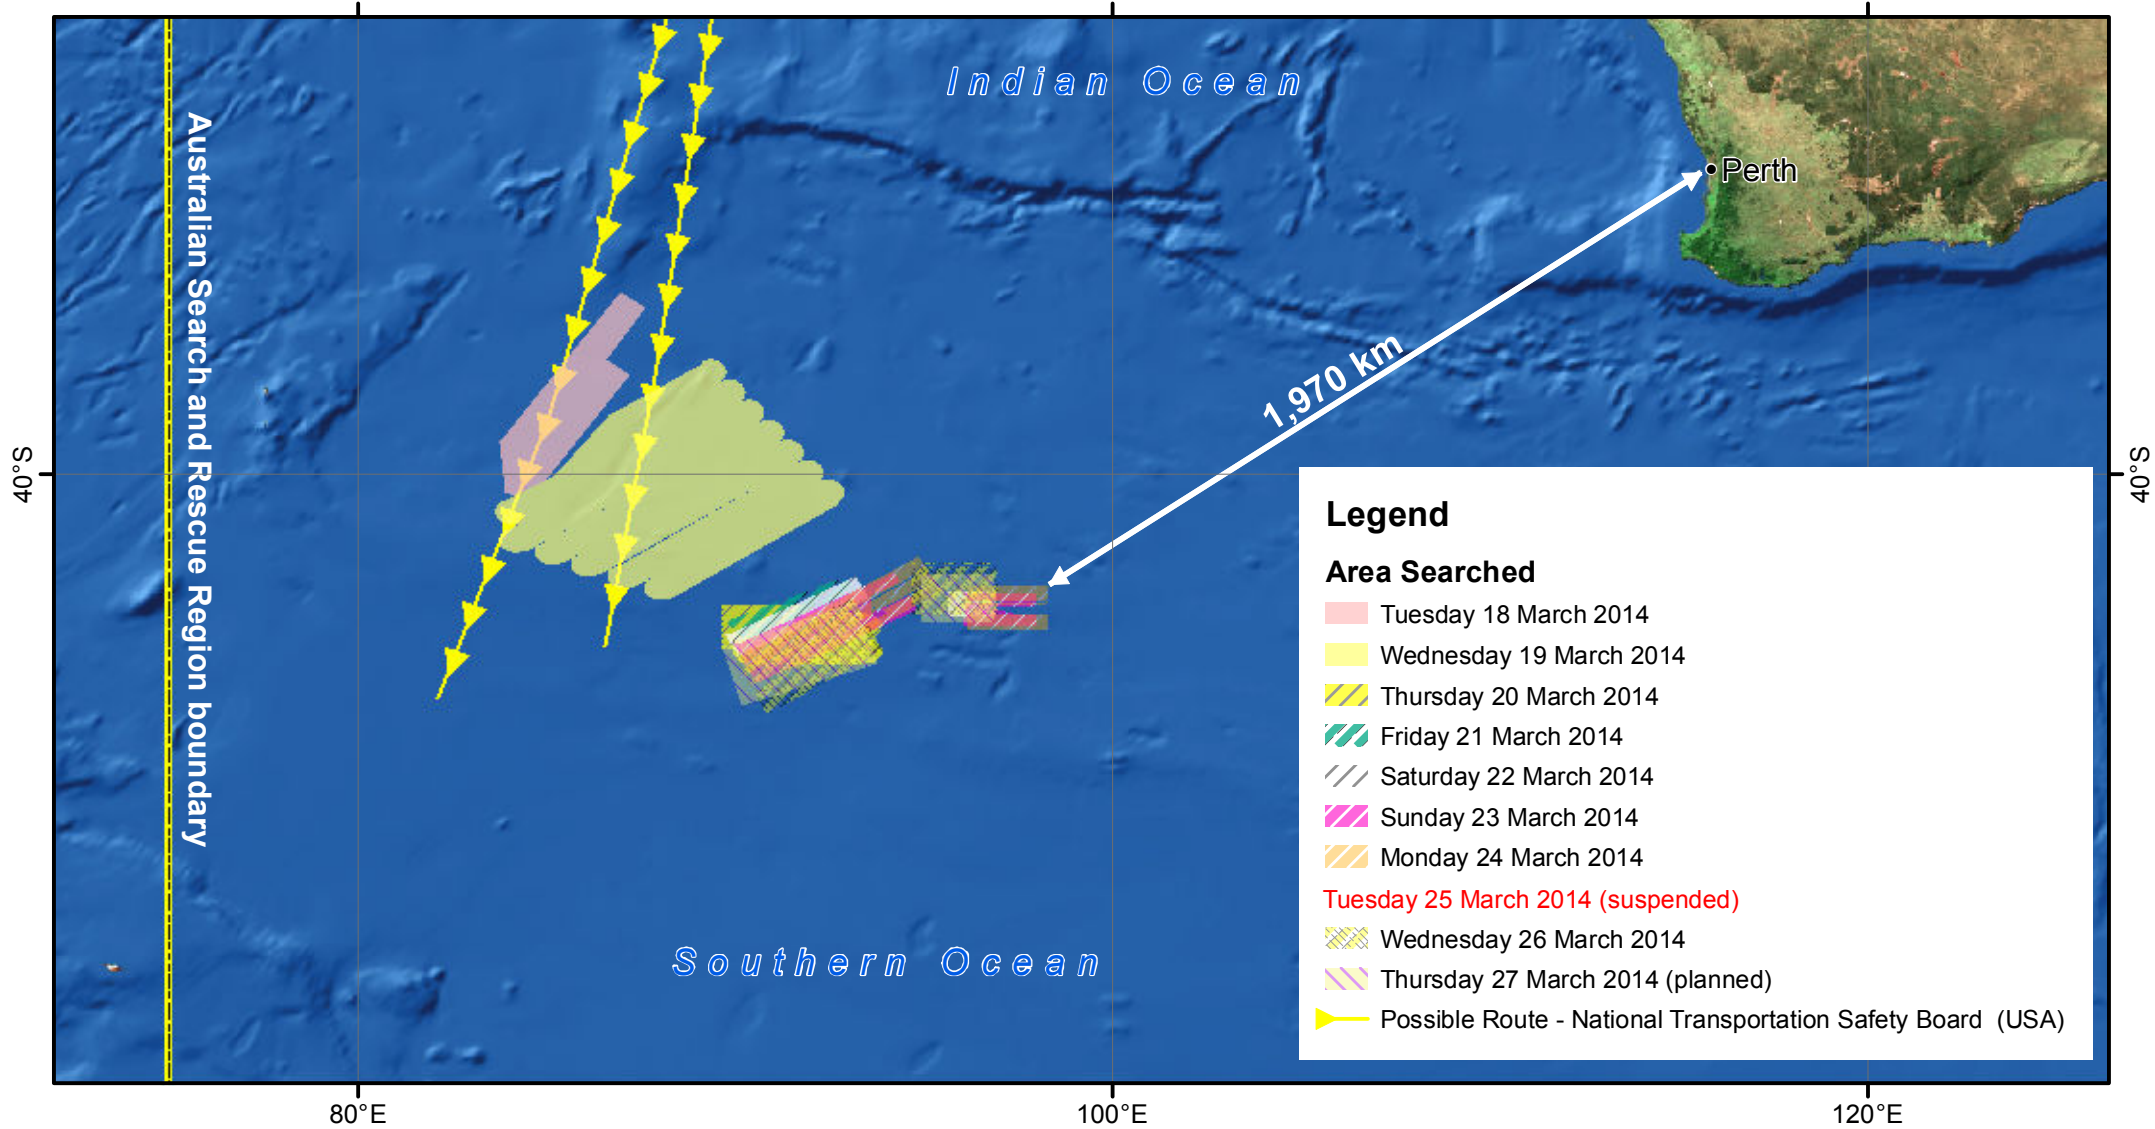 Indian Ocean
Australian Search and Rescue Region boundary
Perth
1,970 km
40°S
40°S
Legend
Area Searched
Tuesday 18 March 2014
Wednesday 19 March 2014
Thursday 20 March 2014
Friday 21 March 2014
Saturday 22 March 2014
Sunday 23 March 2014
Monday 24 March 2014
Tuesday 25 March 2014 (suspended)
Wednesday 26 March 2014
Thursday 27 March 2014 (planned)
Possible Route - National Transportation Safety Board (USA)
Southern Ocean
80°E
100°E
120°E